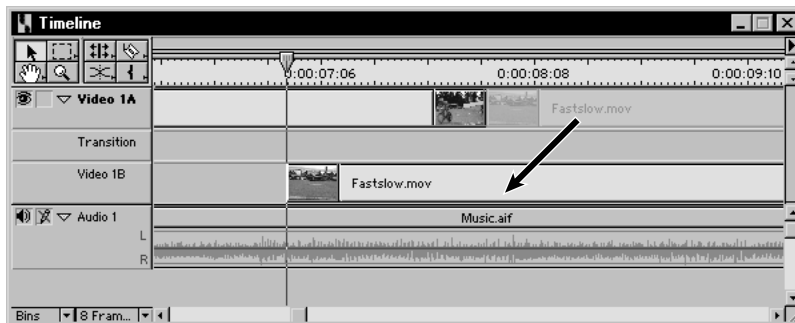 Timeline
0:00:07:06 0:00:08:08 0:00:09:10
Video 1A
Fastslow.mov
Transition
Video 1B
Fastslow.mov
Audio 1
Music.aif
L
R
Bins 8 Fram...